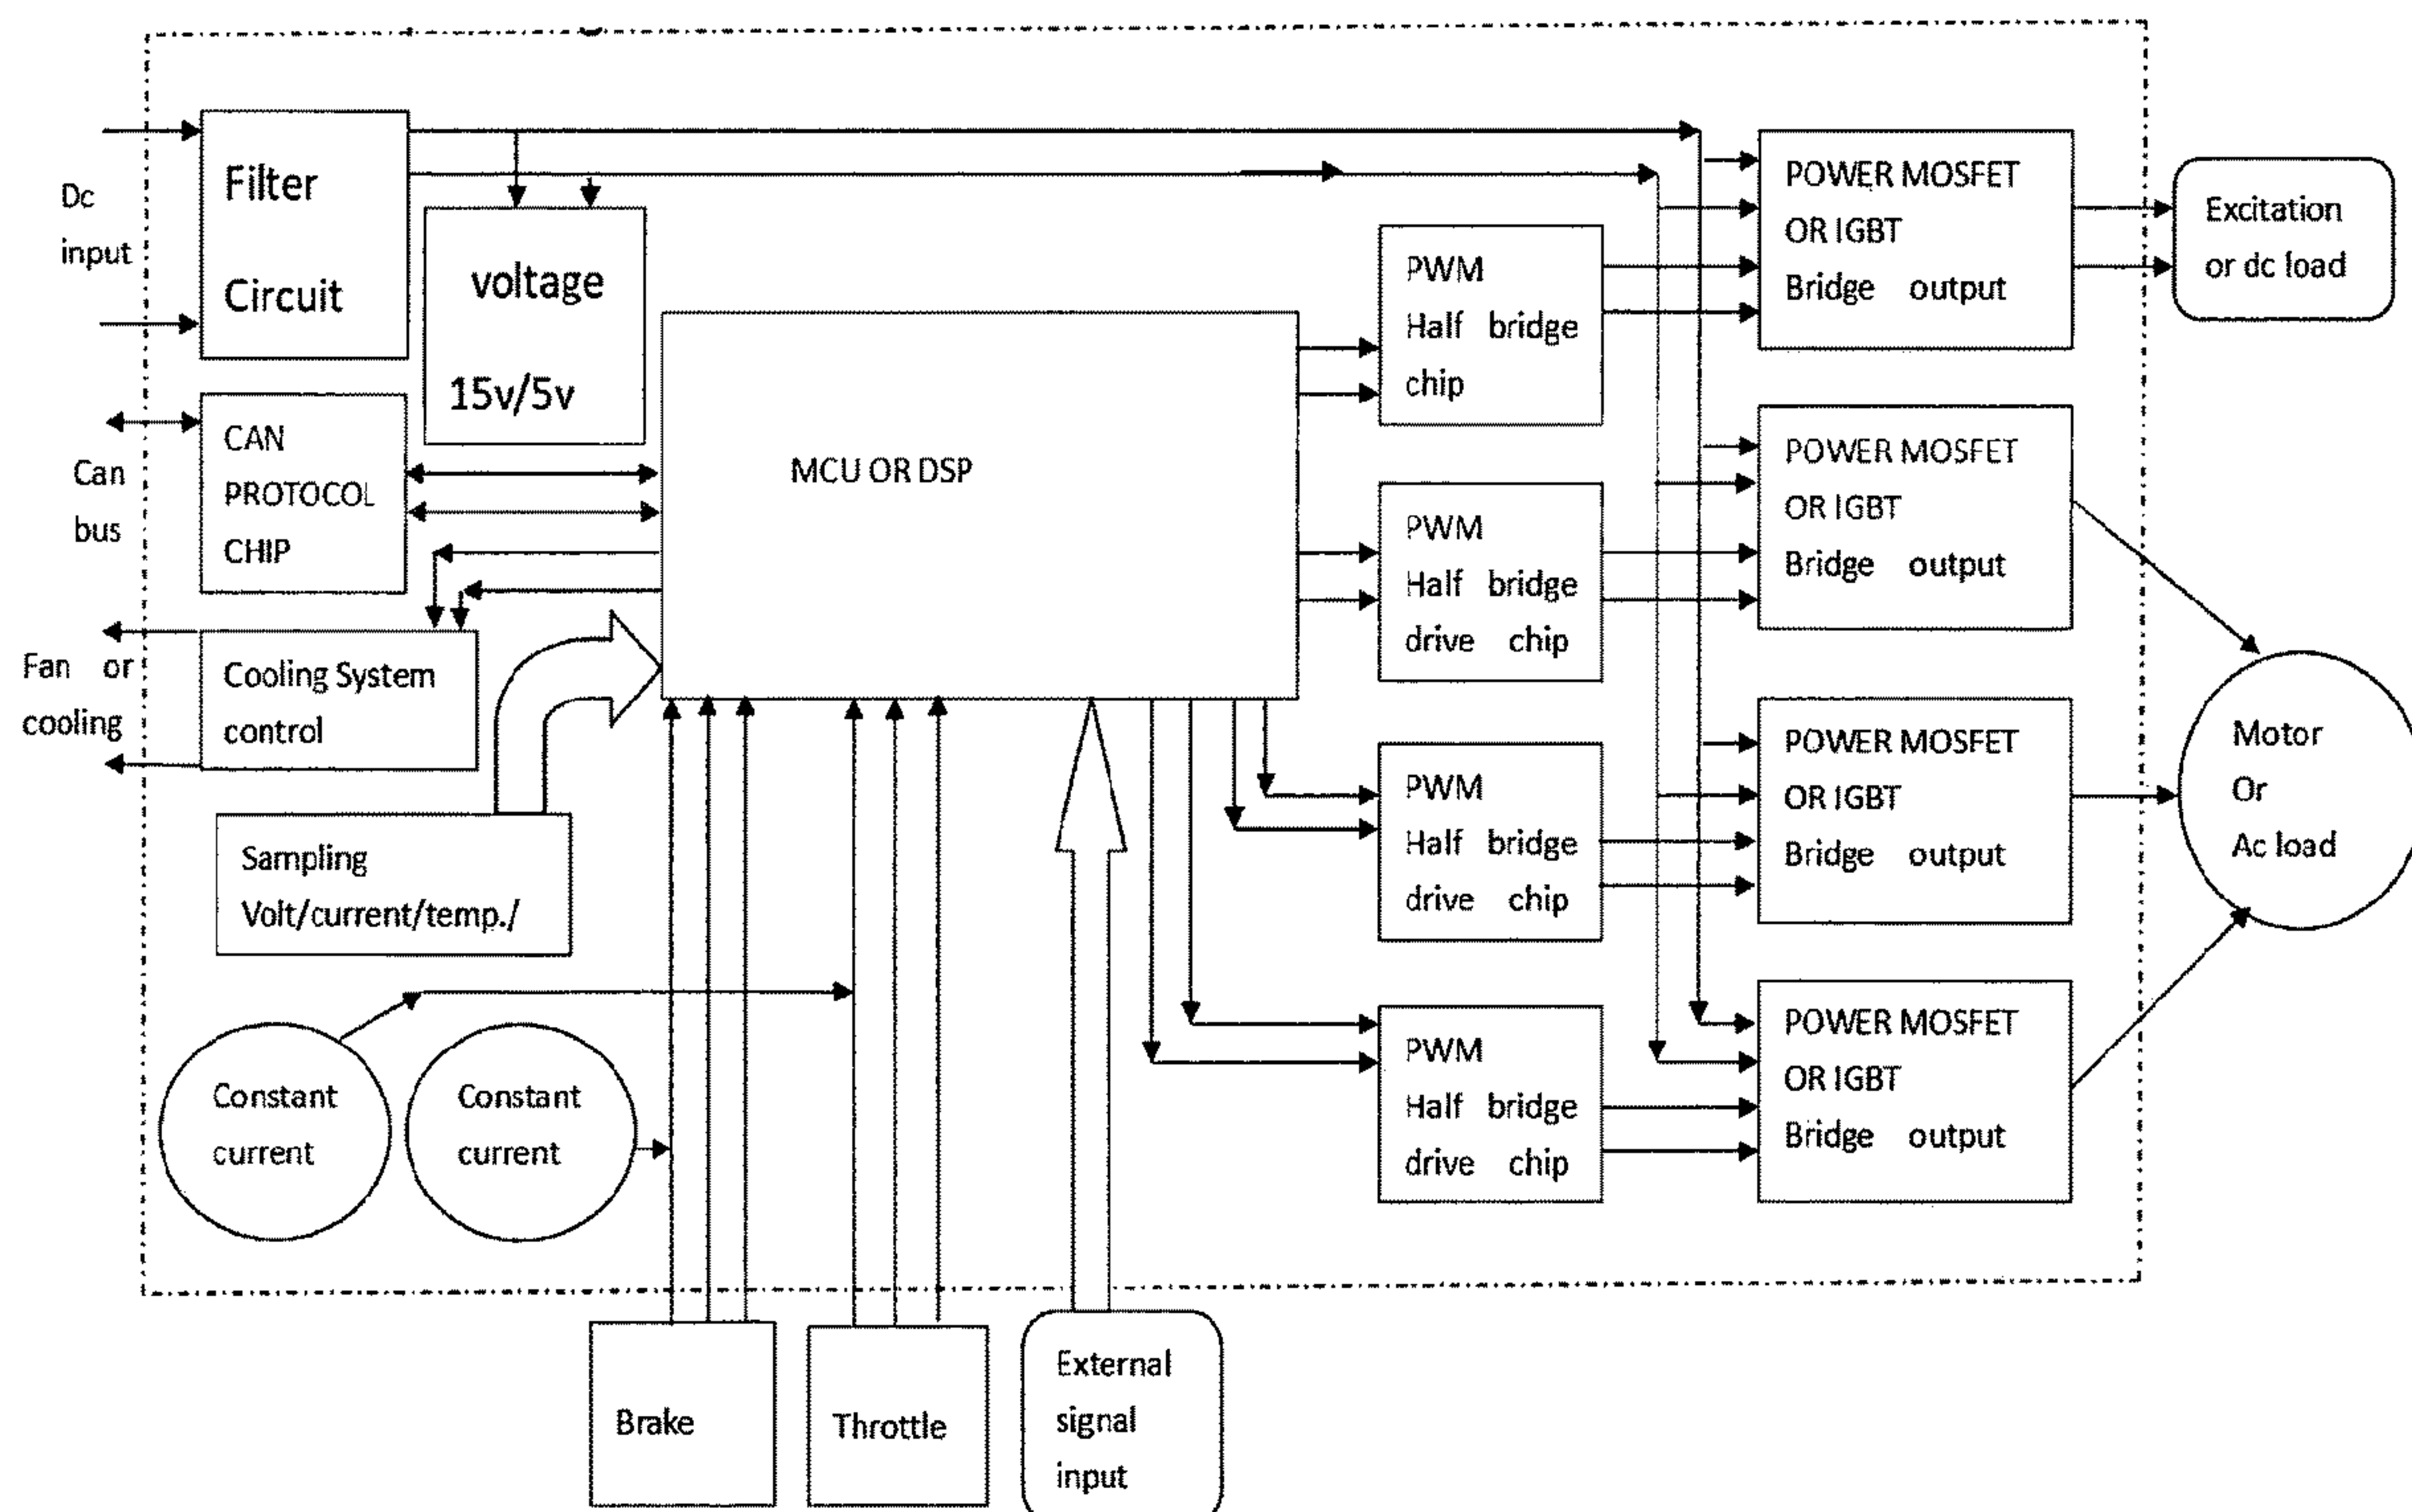 Dc
input
Filter
Circuit
voltage
15v/5v
Can
bus
CAN
PROTOCOL
CHIP
MCU OR DSP
Fan or
cooling
Cooling System
control
Sampling
Volt/current/temp./
Constant
current
Constant
current
Brake
Throttle
External
signal
input
PWM
Half bridge
chip
PWM
Half bridge
drive chip
PWM
Half bridge
drive chip
PWM
Half bridge
drive chip
POWER MOSFET
OR IGBT
Bridge output
POWER MOSFET
OR IGBT
Bridge output
POWER MOSFET
OR IGBT
Bridge output
POWER MOSFET
OR IGBT
Bridge output
Excitation
or dc load
Motor
Or
Ac load